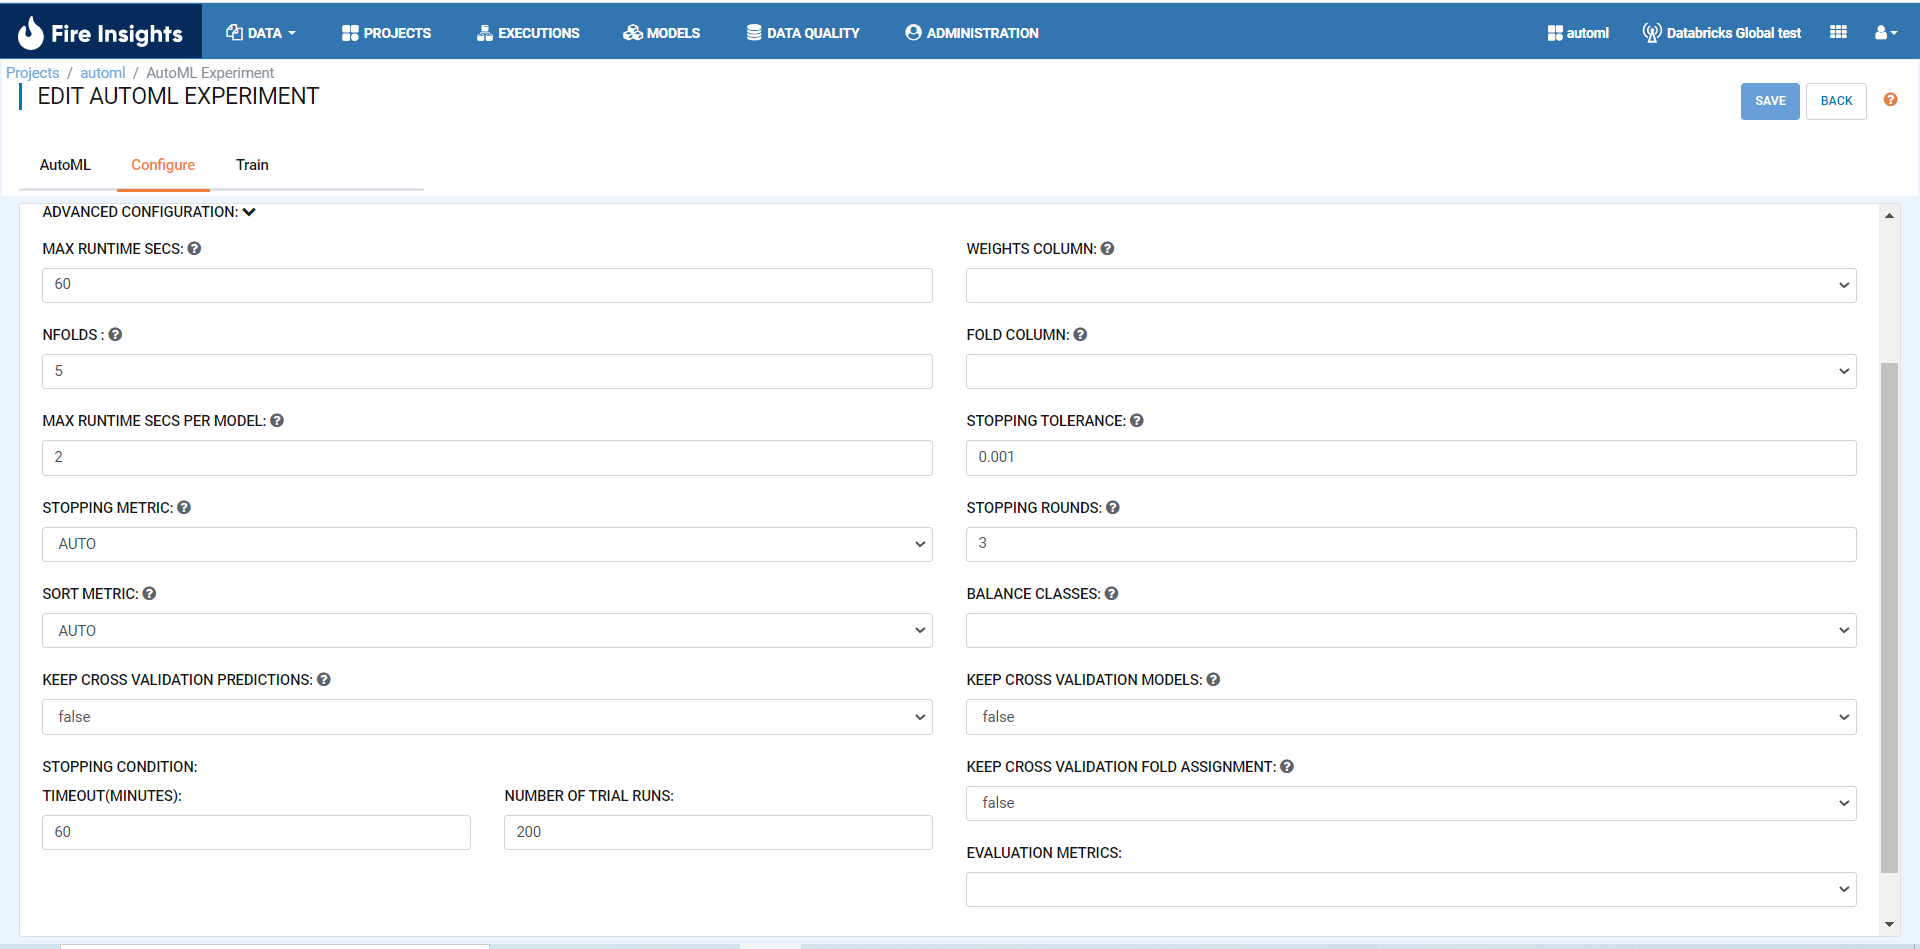 Fire Insights DATA PROJECTS EXECUTIONS MODELS DATA QUALITY ADMINISTRATION automl Databricks Global test
Projects / automl / AutoML Experiment
EDIT AUTOML EXPERIMENT
SAVE BACK
AutoML Configure Train
ADVANCED CONFIGURATION:
MAX RUNTIME SECS: WEIGHTS COLUMN:
60
NFOLDS : FOLD COLUMN:
5
MAX RUNTIME SECS PER MODEL: STOPPING TOLERANCE:
2 0.001
STOPPING METRIC: STOPPING ROUNDS:
AUTO 3
SORT METRIC: BALANCE CLASSES:
AUTO
KEEP CROSS VALIDATION PREDICTIONS: KEEP CROSS VALIDATION MODELS:
false false
STOPPING CONDITION: KEEP CROSS VALIDATION FOLD ASSIGNMENT:
TIMEOUT(MINUTES): NUMBER OF TRIAL RUNS: false
60 200
EVALUATION METRICS: